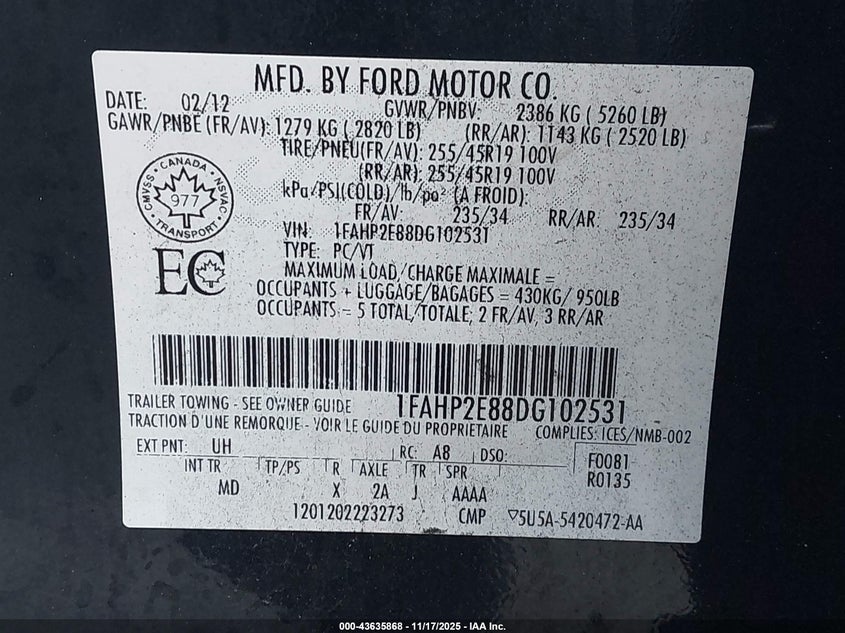 MFD. BY FORD MOTOR CO.
DATE: 02/12 GVWR/PNBV: 2386 KG ( 5260 LB)
GAWR/PNBE (FR/AV): 1279 KG ( 2820 LB) (RR/AR): 1143 KG ( 2520 LB)
TIRE/PNEU(FR/AV): 255/45R19 100V
(RR/AR): 255/45R19 100V
kPa/PSI(COLD)/lb/po² (A FROID):
FR/AV: 235/34 RR/AR: 235/34
VIN: 1FAHP2E88DG102531
TYPE: PC/VT
MAXIMUM LOAD/CHARGE MAXIMALE =
OCCUPANTS + LUGGAGE/BAGAGES = 430KG/ 950LB
OCCUPANTS = 5 TOTAL/TOTALE, 2 FR/AV, 3 RR/AR
CANADA
CMVSS NSVAC
977
TRANSPORT
EC
1FAHP2E88DG102531
TRAILER TOWING - SEE OWNER GUIDE
TRACTION D'UNE REMORQUE - VOIR LE GUIDE DU PROPRIETAIRE
COMPLIES: ICES/NMB-002
EXT PNT: UH RC: A8 DSO: F0081
INT TR TP/PS R AXLE TR SPR R0135
MD X 2A J AAAA
1201202223273 CMP ▽5U5A-5420472-AA
000-43635868 - 11/17/2025 - IAA Inc.